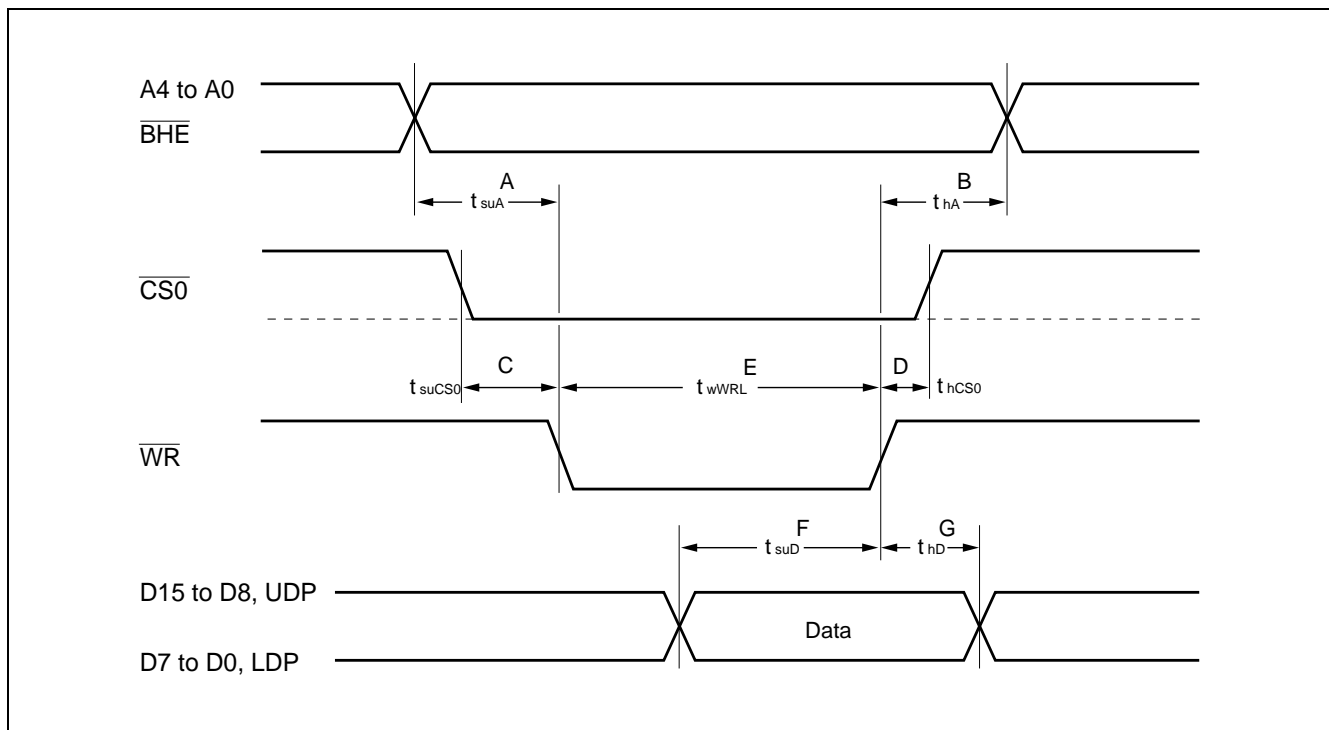 A4 to A0
BHE
A
t suA
B
t hA
CS0
C
t suCS0
E
t wWRL
D
t hCS0
WR
F
t suD
G
t hD
D15 to D8, UDP
Data
D7 to D0, LDP